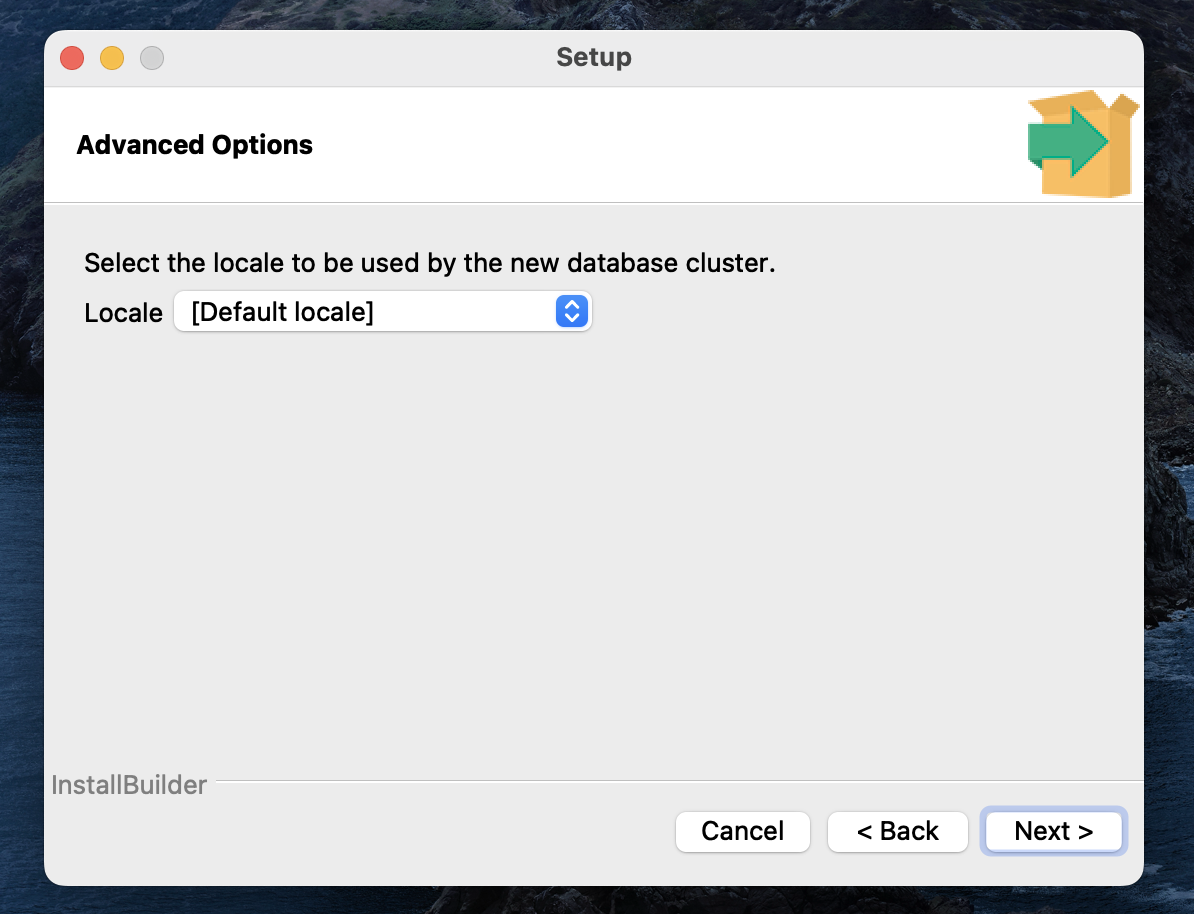 Setup
Advanced Options
Select the locale to be used by the new database cluster.
Locale [Default locale]
InstallBuilder
Cancel < Back Next >